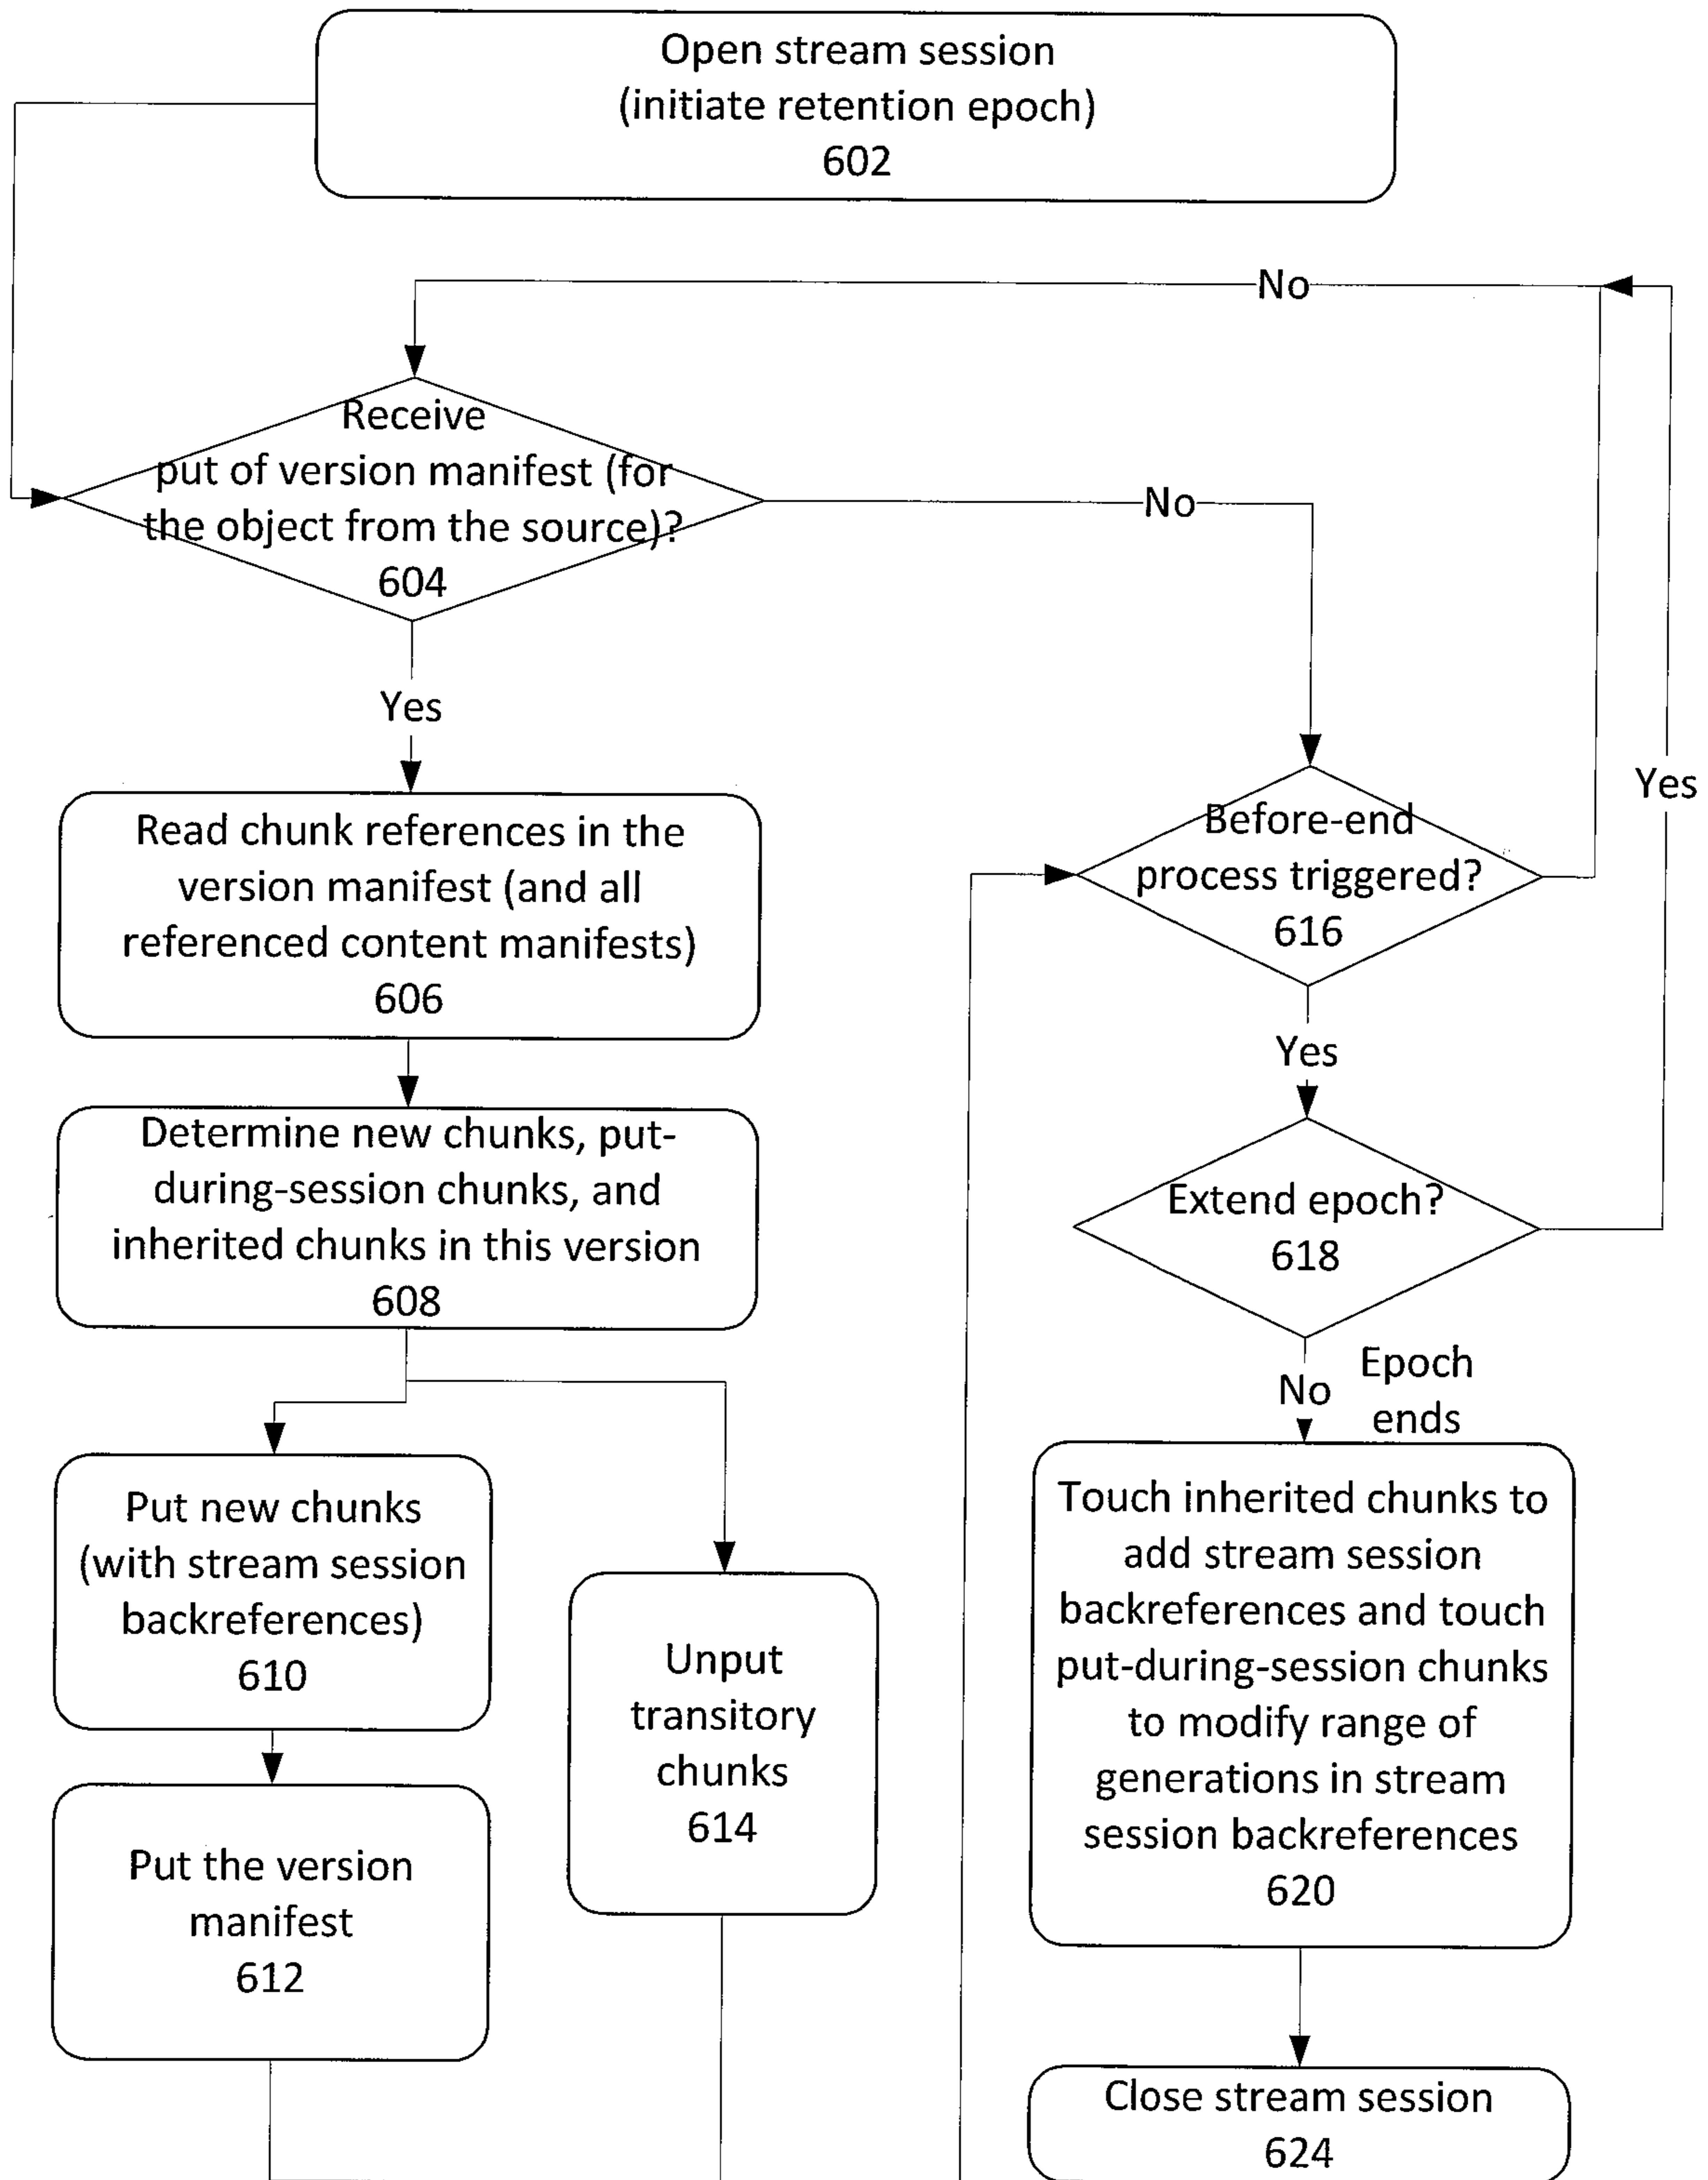 Open stream session
(initiate retention epoch)
602
No
Receive
put of version manifest (for
the object from the source)?
604
No
Yes
Yes
Read chunk references in the
version manifest (and all
referenced content manifests)
606
Before-end
process triggered?
616
Yes
Determine new chunks, put-
during-session chunks, and
inherited chunks in this version
608
Extend epoch?
618
No
Epoch
ends
Put new chunks
(with stream session
backreferences)
610
Unput
transitory
chunks
614
Put the version
manifest
612
Touch inherited chunks to
add stream session
backreferences and touch
put-during-session chunks
to modify range of
generations in stream
session backreferences
620
Close stream session
624